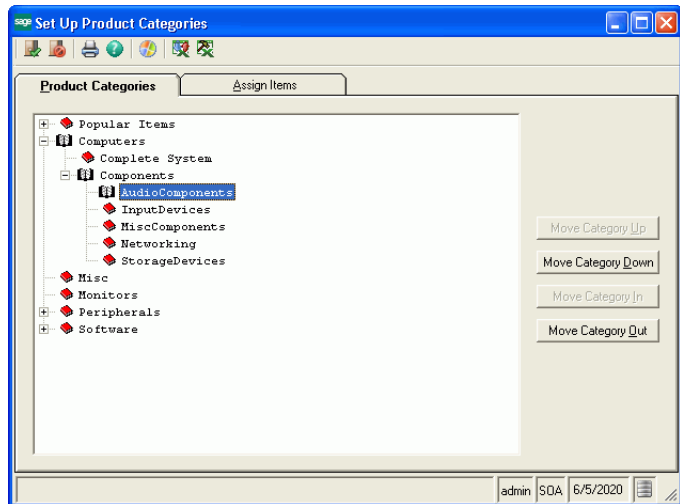 sage Set Up Product Categories
Product Categories
Assign Items
Popular Items
Computers
Complete System
Components
AudioComponents
InputDevices
MiscComponents
Networking
StorageDevices
Misc
Monitors
Peripherals
Software
Move Category Up
Move Category Down
Move Category In
Move Category Out
admin SOA 6/5/2020